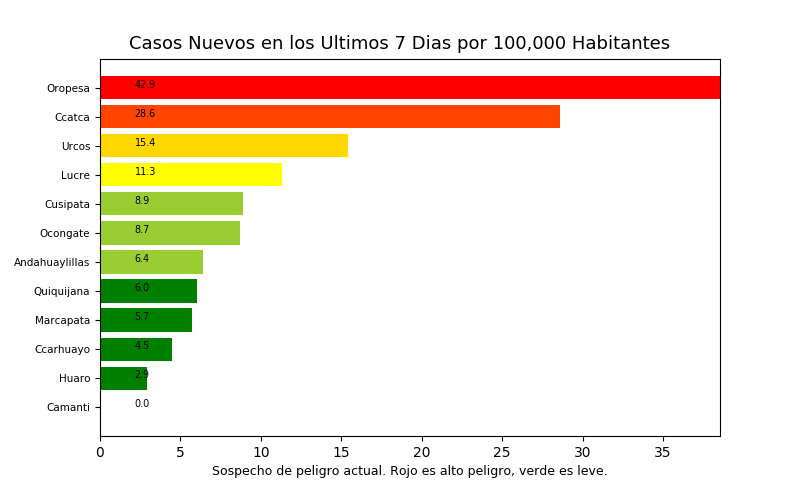 Casos Nuevos en los Ultimos 7 Dias por 100,000 Habitantes
Oropesa 42.9
Ccatca 28.6
Urcos 15.4
Lucre 11.3
Cusipata 8.9
Ocongate 8.7
Andahuaylillas 6.4
Quiquijana 6.0
Marcapata 5.7
Ccarhuayo 4.5
Huaro 2.9
Camanti 0.0
0 5 10 15 20 25 30 35
Sospecho de peligro actual. Rojo es alto peligro, verde es leve.